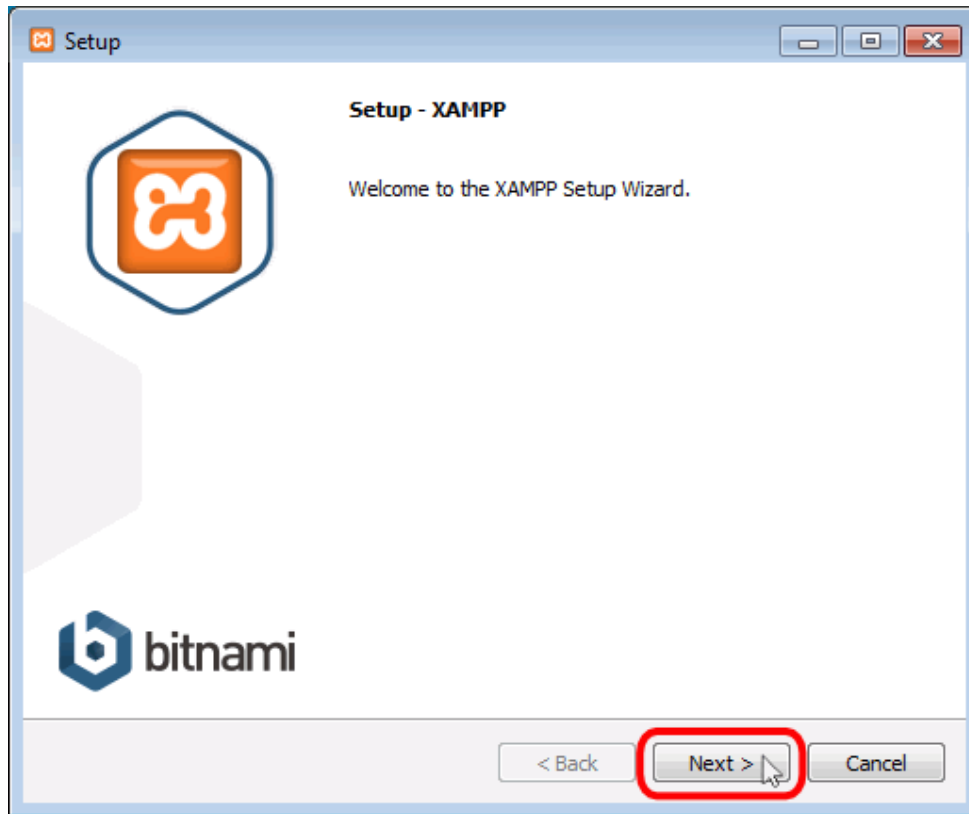 Setup
Setup - XAMPP
Welcome to the XAMPP Setup Wizard.
bitnami
< Back
Next >
Cancel